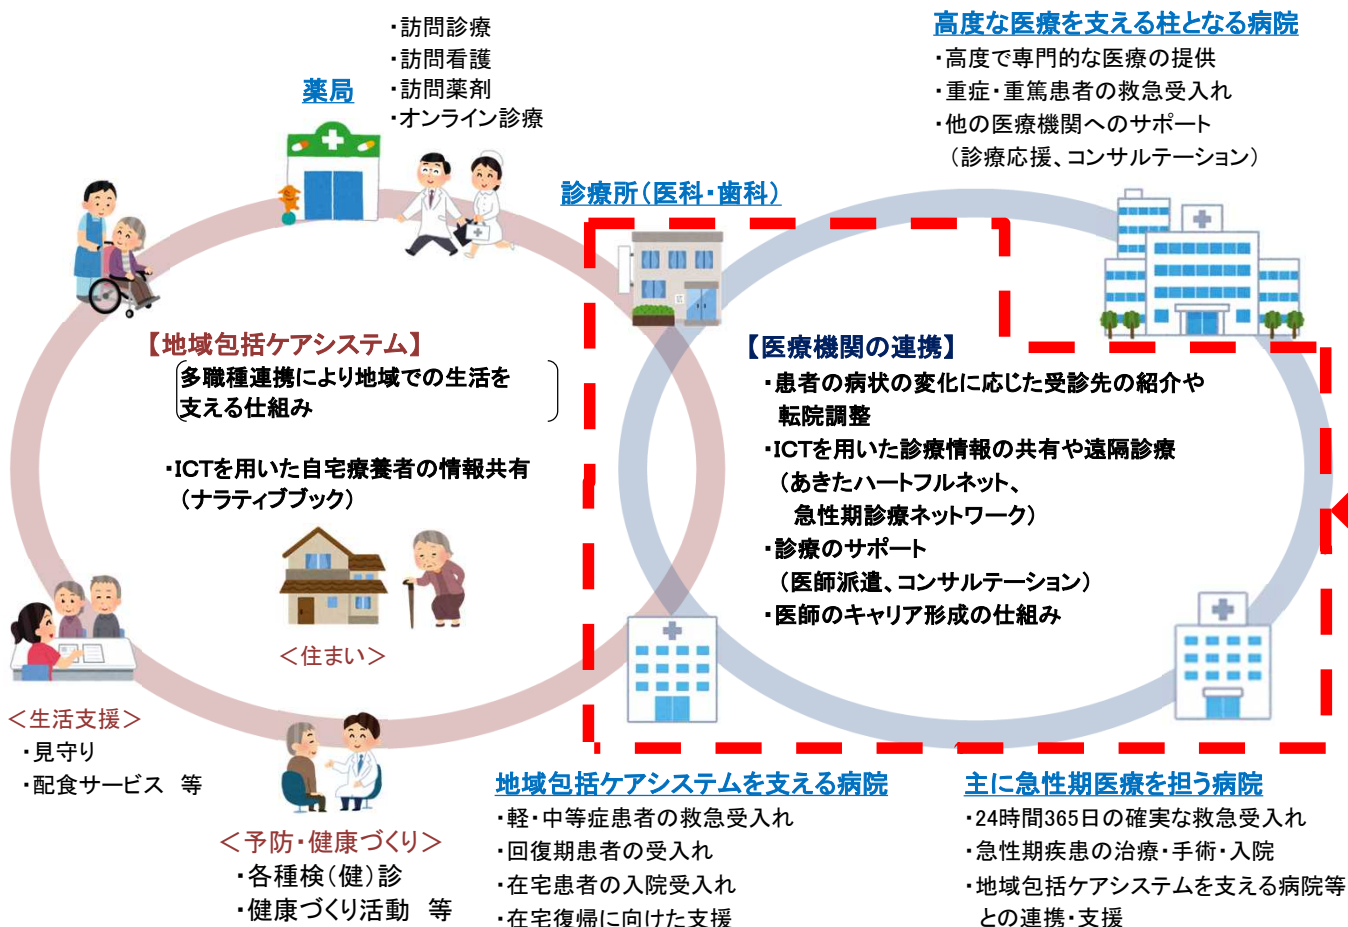 ・訪問診療
・訪問看護
・訪問薬剤
・オンライン診療
薬局
高度な医療を支える柱となる病院
・高度で専門的な医療の提供
・重症・重篤患者の救急受入れ
・他の医療機関へのサポート
（診療応援、コンサルテーション）
診療所（医科・歯科）
【地域包括ケアシステム】
多職種連携により地域での生活を
支える仕組み
・ICTを用いた自宅療養者の情報共有
（ナラティブブック）
＜住まい＞
【医療機関の連携】
・患者の病状の変化に応じた受診先の紹介や
転院調整
・ICTを用いた診療情報の共有や遠隔診療
（あきたハートフルネット、
急性期診療ネットワーク）
・診療のサポート
（医師派遣、コンサルテーション）
・医師のキャリア形成の仕組み
＜生活支援＞
・見守り
・配食サービス　等
＜予防・健康づくり＞
・各種検（健）診
・健康づくり活動　等
地域包括ケアシステムを支える病院
・軽・中等症患者の救急受入れ
・回復期患者の受入れ
・在宅患者の入院受入れ
・在宅復帰に向けた支援
主に急性期医療を担う病院
・24時間365日の確実な救急受入れ
・急性期疾患の治療・手術・入院
・地域包括ケアシステムを支える病院等
との連携・支援